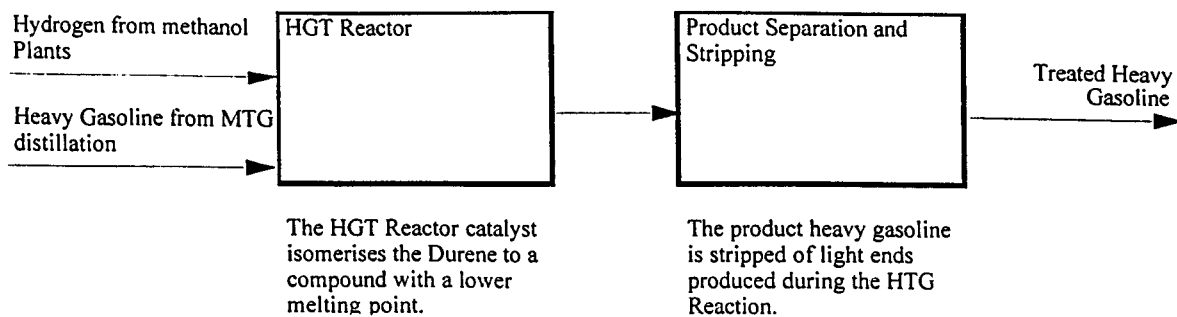 Hydrogen from methanol
Plants
Heavy Gasoline from MTG
distillation
HGT Reactor
Product Separation and
Stripping
Treated Heavy
Gasoline
The HGT Reactor catalyst
isomerises the Durene to a
compound with a lower
melting point.
The product heavy gasoline
is stripped of light ends
produced during the HTG
Reaction.